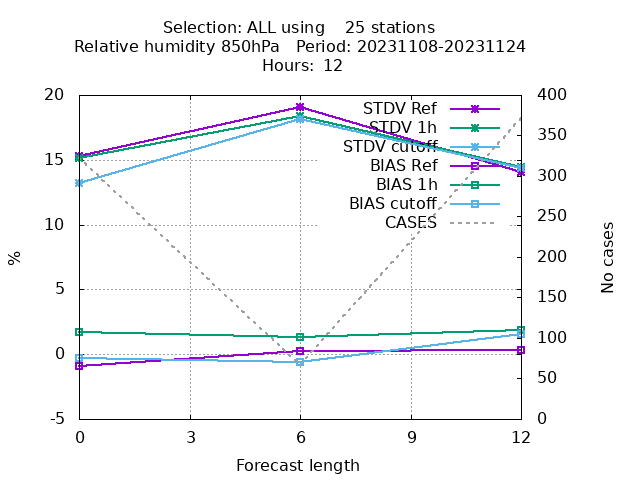 Selection: ALL using    25 stations
Relative humidity 850hPa   Period: 20231108-20231124
Hours:  12
STDV Ref
STDV 1h
STDV cutoff
BIAS Ref
BIAS 1h
BIAS cutoff
CASES
20
15
10
5
0
-5
%
400
350
300
250
200
150
100
50
0
No cases
0 3 6 9 12
Forecast length